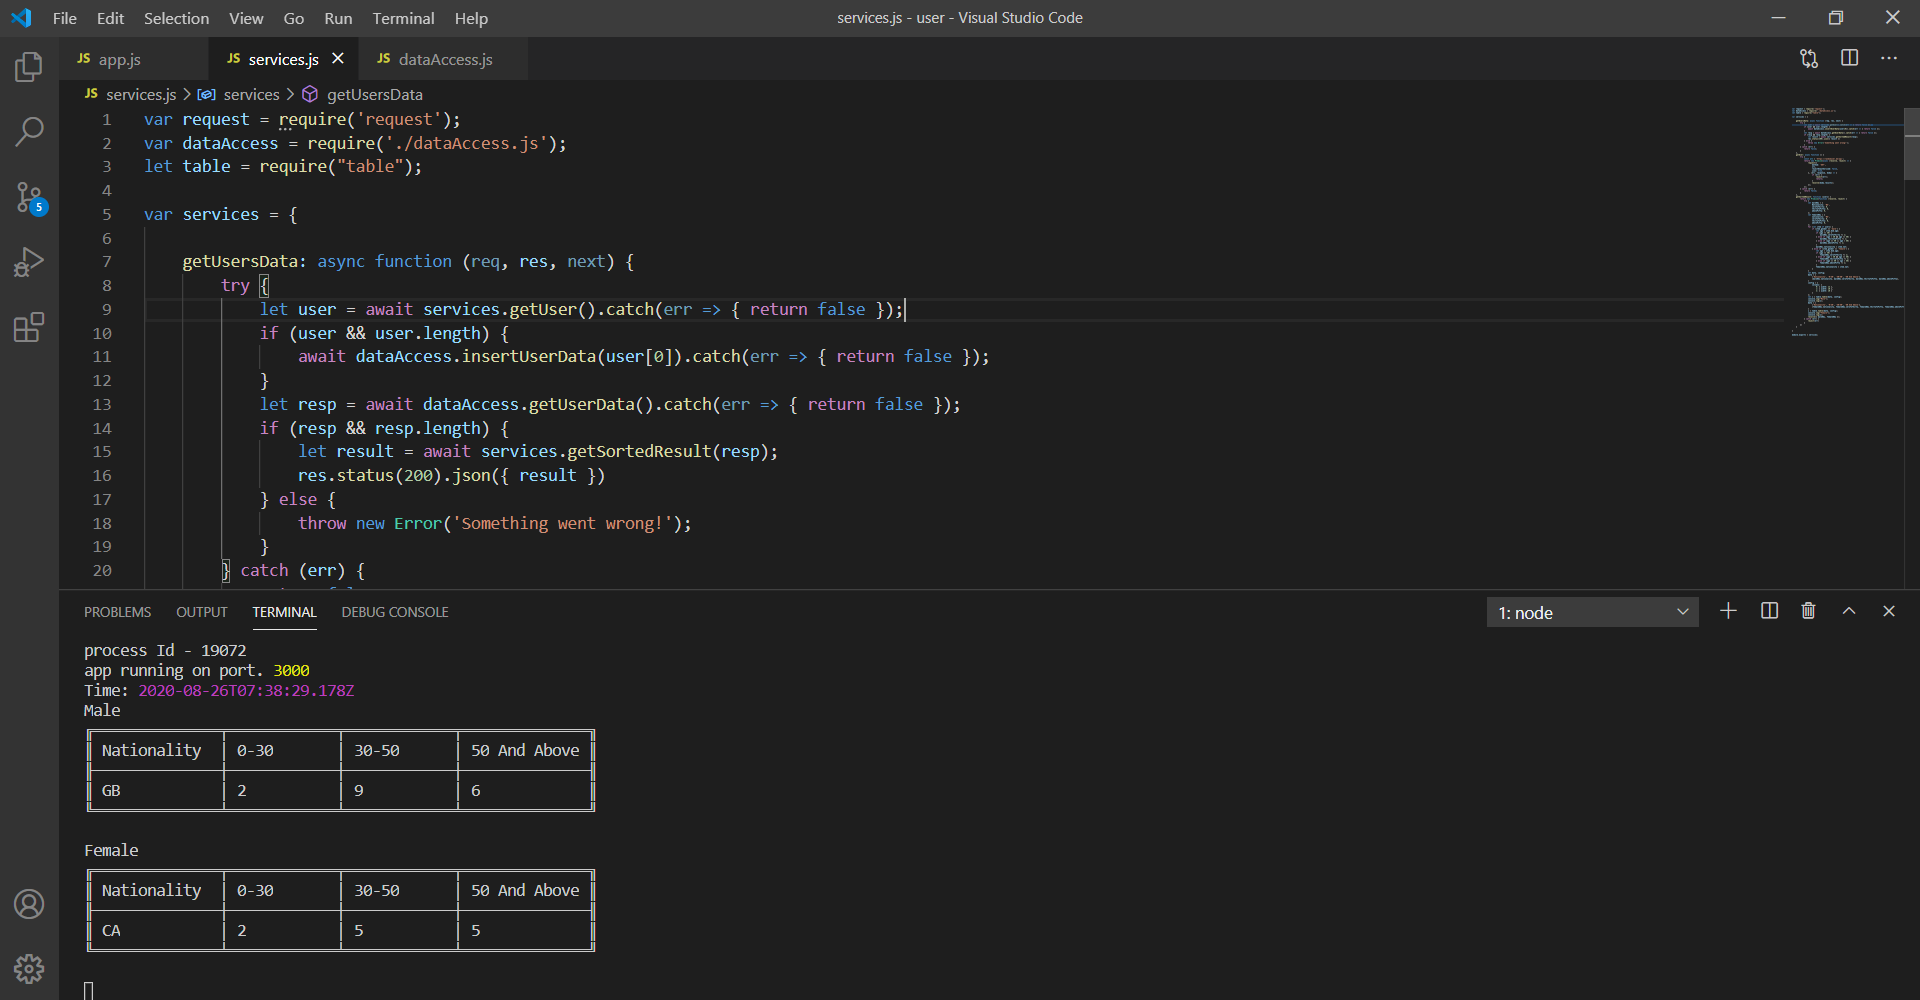 File Edit Selection View Go Run Terminal Help
services.js - user - Visual Studio Code
JS app.js
JS services.js
JS dataAccess.js
JS services.js services getUsersData
1 var request = require('request');
2 var dataAccess = require('./dataAccess.js');
3 let table = require("table");
4
5 var services = {
6
7 getUsersData: async function (req, res, next) {
8 try {
9 let user = await services.getUser().catch(err => { return false });
10 if (user && user.length) {
11 await dataAccess.insertUserData(user[0]).catch(err => { return false });
12 }
13 let resp = await dataAccess.getUserData().catch(err => { return false });
14 if (resp && resp.length) {
15 let result = await services.getSortedResult(resp);
16 res.status(200).json({ result })
17 } else {
18 throw new Error('Something went wrong!');
19 }
20 } catch (err) {
5
PROBLEMS OUTPUT TERMINAL DEBUG CONSOLE
1: node
process Id - 19072
app running on port. 3000
Time: 2020-08-26T07:38:29.178Z
Male
Nationality 0-30 30-50 50 And Above
GB 2 9 6
Female
Nationality 0-30 30-50 50 And Above
CA 2 5 5